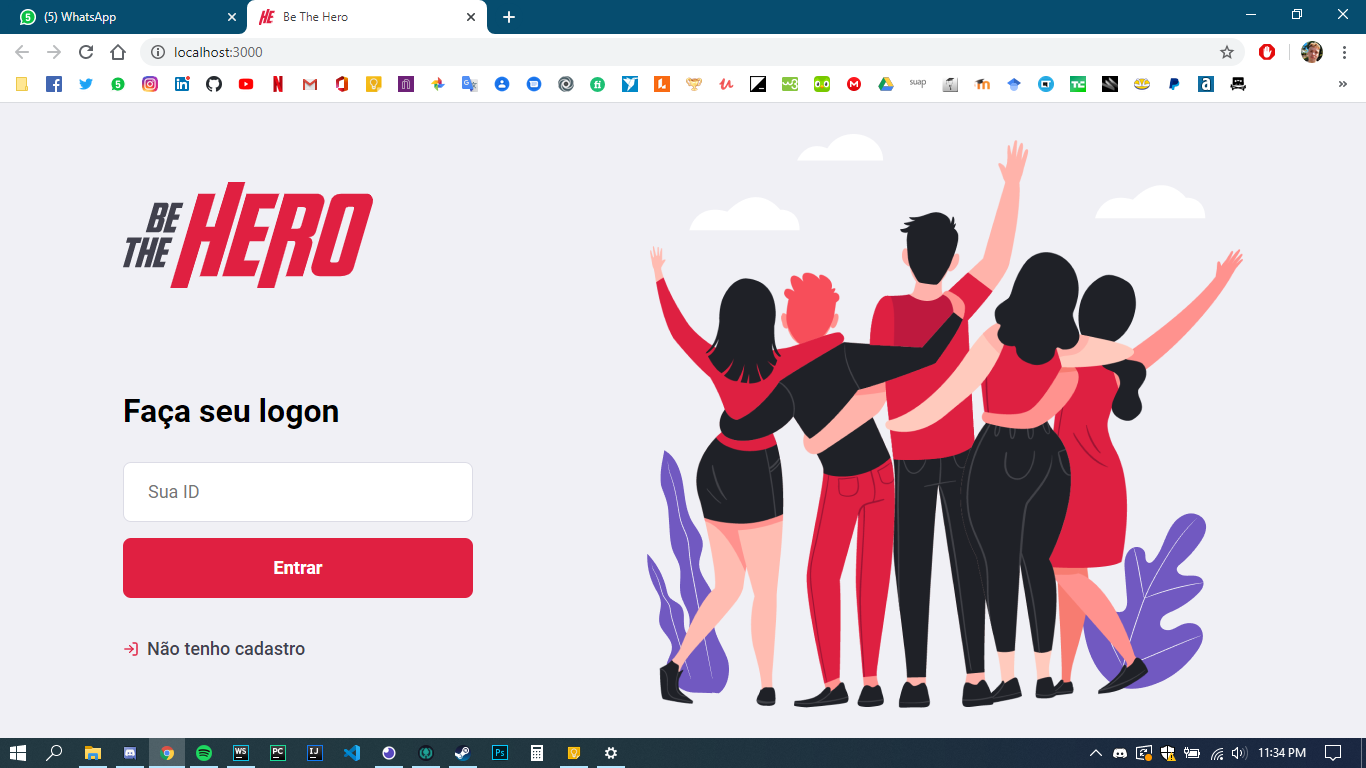 (5) WhatsApp
Be The Hero
localhost:3000
suap
BE
THE
HERO
Faça seu logon
Sua ID
Entrar
Não tenho cadastro
11:34 PM